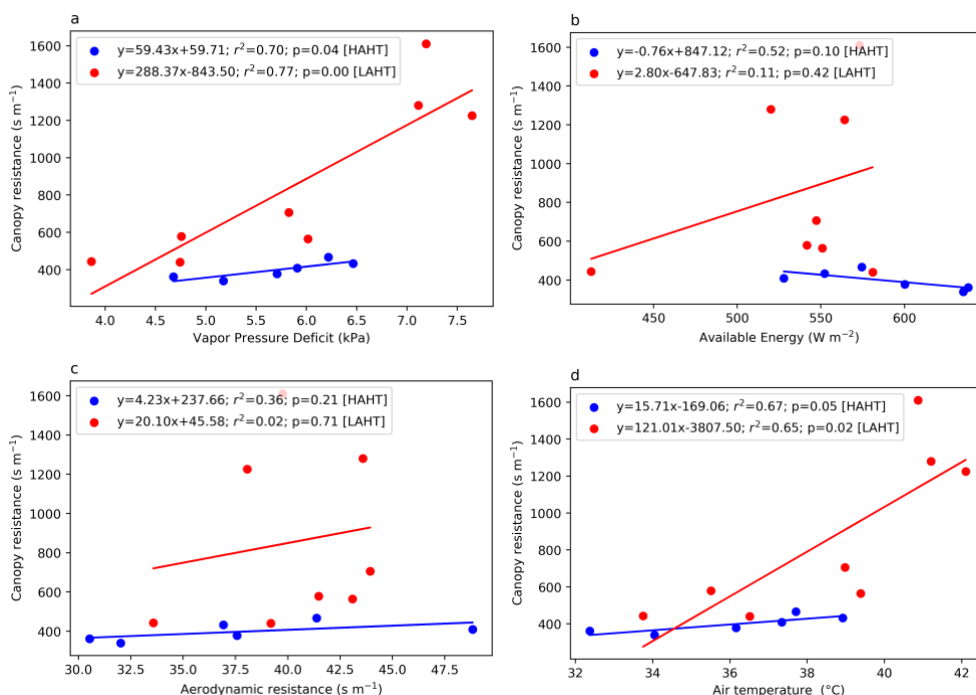 a
y=59.43x+59.71; r²=0.70; p=0.04 [HAHT]
y=288.37x-843.50; r²=0.77; p=0.00 [LAHT]
1600
1400
1200
1000
800
600
400
Canopy resistance (s m⁻¹)
4.0 4.5 5.0 5.5 6.0 6.5 7.0 7.5
Vapor Pressure Deficit (kPa)
b
y=-0.76x+847.12; r²=0.52; p=0.10 [HAHT]
y=2.80x-647.83; r²=0.11; p=0.42 [LAHT]
1600
1400
1200
1000
800
600
400
Canopy resistance (s m⁻¹)
450 500 550 600
Available Energy (W m⁻²)
c
y=4.23x+237.66; r²=0.36; p=0.21 [HAHT]
y=20.10x+45.58; r²=0.02; p=0.71 [LAHT]
1600
1400
1200
1000
800
600
400
Canopy resistance (s m⁻¹)
30.0 32.5 35.0 37.5 40.0 42.5 45.0 47.5
Aerodynamic resistance (s m⁻¹)
d
y=15.71x-169.06; r²=0.67; p=0.05 [HAHT]
y=121.01x-3807.50; r²=0.65; p=0.02 [LAHT]
1600
1400
1200
1000
800
600
400
Canopy resistance (s m⁻¹)
32 34 36 38 40 42
Air temperature (°C)